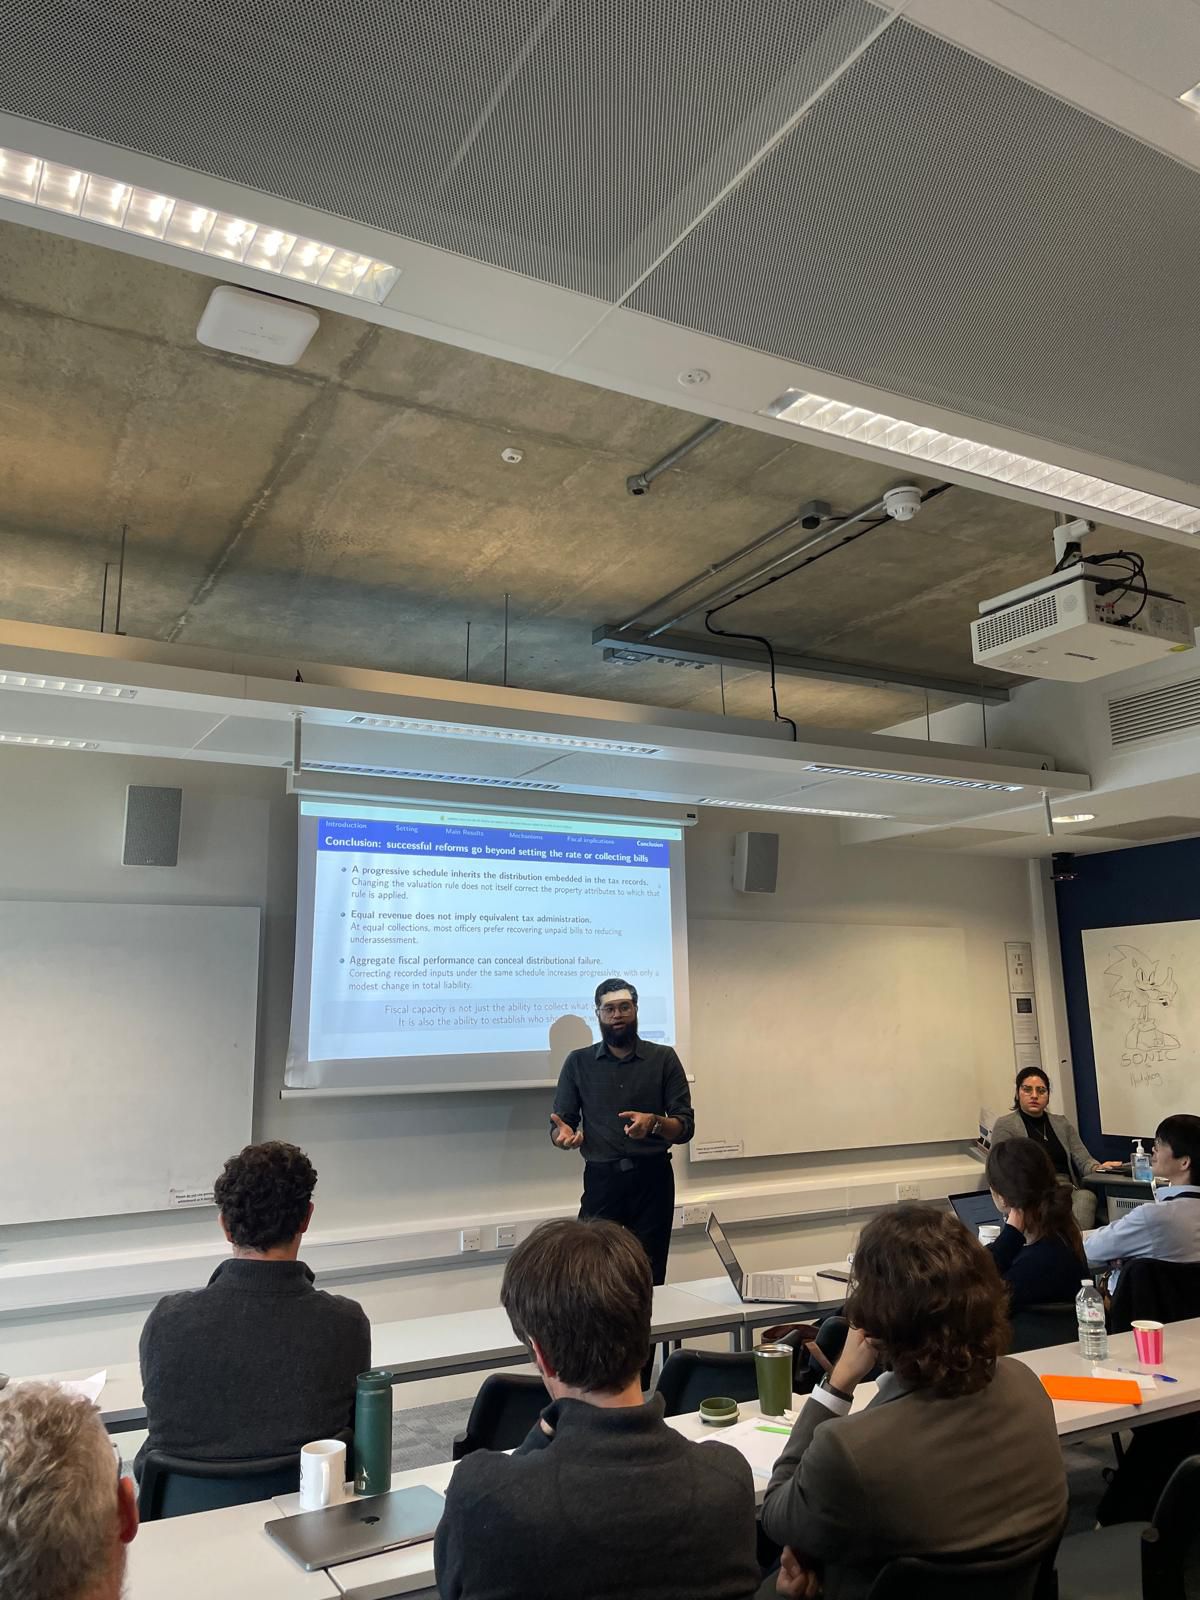 Introduction
Setting
Main Results
Mechanisms
Fiscal implications
Conclusion
Conclusion: successful reforms go beyond setting the rate or collecting bills
A progressive schedule inherits the distribution embedded in the tax records.
Changing the valuation rule does not itself correct the property attributes to which that
rule is applied.
Equal revenue does not imply equivalent tax administration.
At equal collections, most officers prefer recovering unpaid bills to reducing
underassessment.
Aggregate fiscal performance can conceal distributional failure.
Correcting recorded inputs under the same schedule increases progressivity, with only a
modest change in total liability.
Fiscal capacity is not just the ability to collect what
It is also the ability to establish who
SONIC